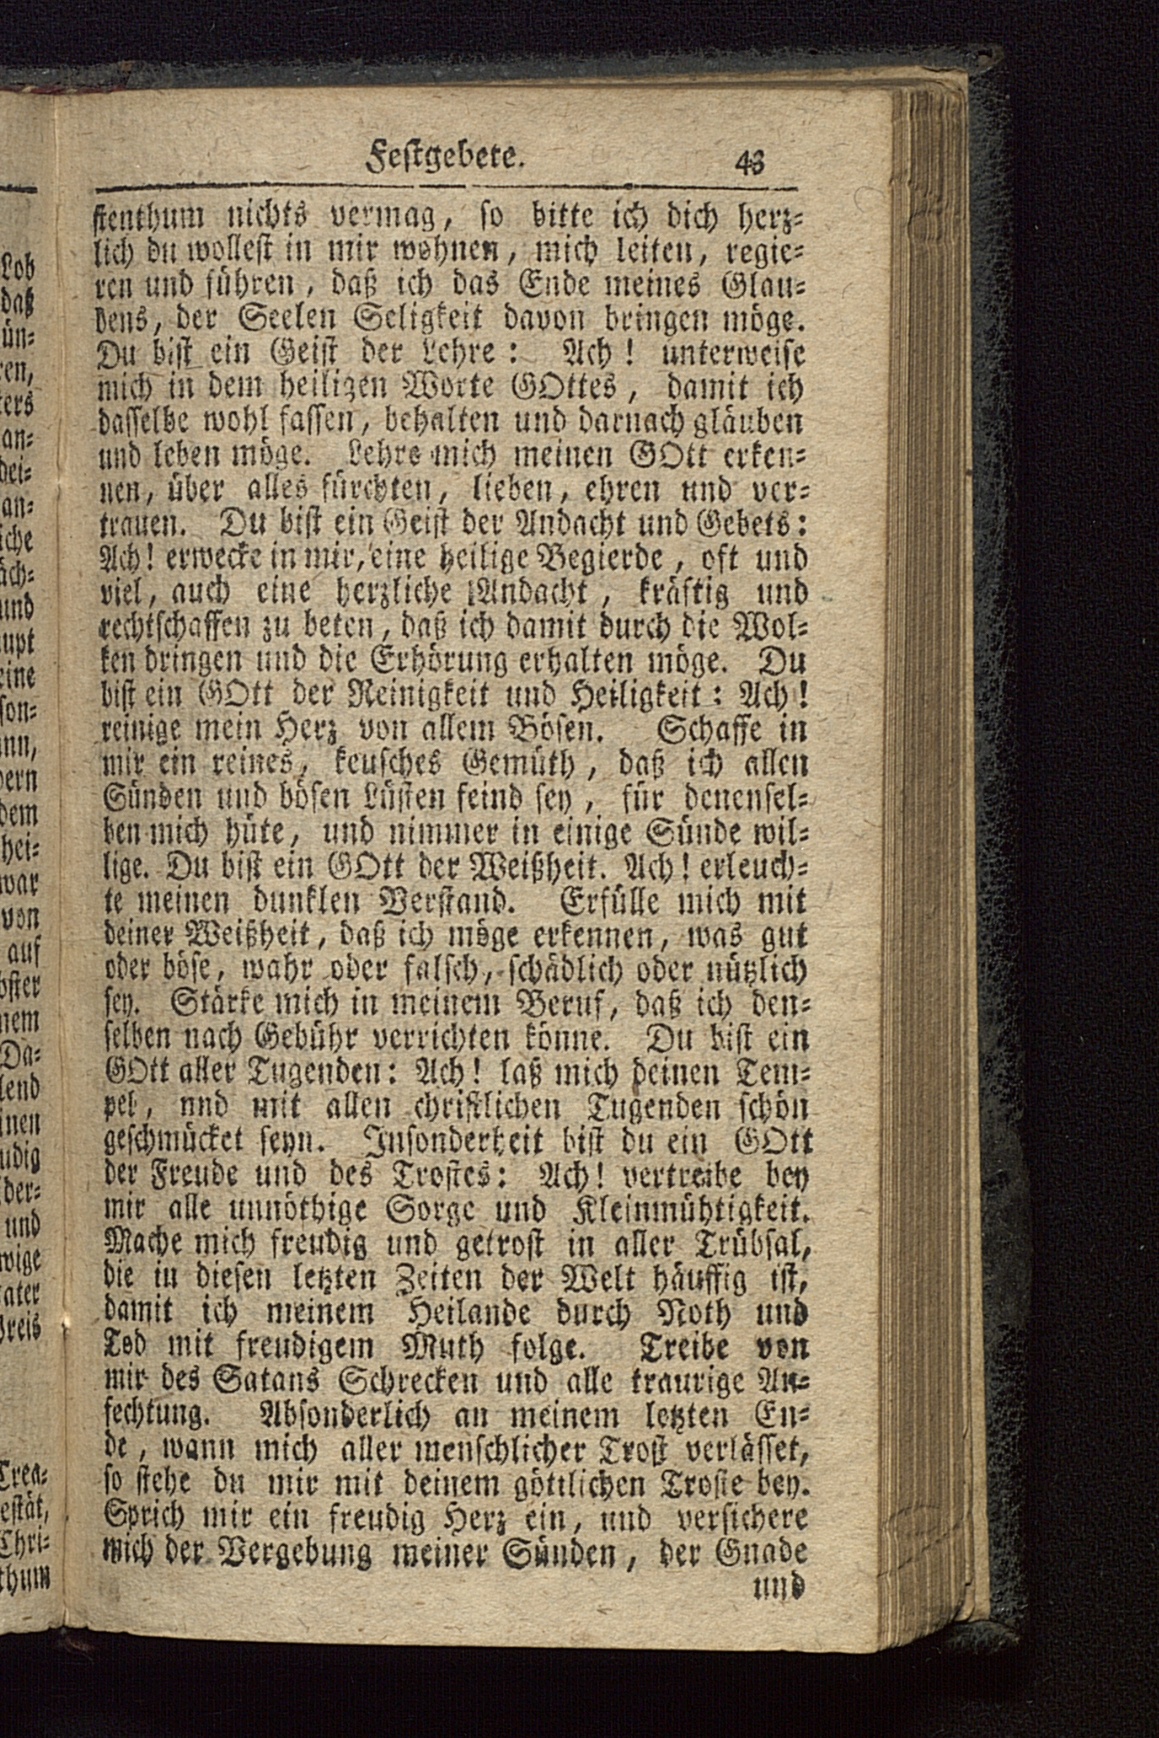 Festgebete. 43
stenthum nichts vermag, so bitte ich dich herz-
lich du wollest in mir wohnen, mich leiten, regie-
ren und führen, daß ich das Ende meines Glau-
bens, der Seelen Seligkeit davon bringen möge.
Du bist ein Geist der Lehre: Ach! unterweise
mich in dem heiligen Worte GOttes, damit ich
dasselbe wohl fassen, behalten und darnach gläuben
und leben möge. Lehre mich meinen GOtt erken-
nen, über alles fürchten, lieben, ehren und ver-
trauen. Du bist ein Geist der Andacht und Gebets:
Ach! erwecke in mir, eine heilige Begierde, oft und
viel, auch eine herzliche Andacht, kräftig und
rechtschaffen zu beten, daß ich damit durch die Wol-
ken dringen und die Erhörung erhalten möge. Du
bist ein GOtt der Reinigkeit und Heiligkeit: Ach!
reinige mein Herz von allem Bösen. Schaffe in
mir ein reines, keusches Gemüth, daß ich allen
Sünden und bösen Lüsten feind sey, für denensel-
ben mich hüte, und nimmer in einige Sünde wil-
lige. Du bist ein GOtt der Weißheit. Ach! erleuch-
te meinen dunklen Verstand. Erfülle mich mit
deiner Weißheit, daß ich möge erkennen, was gut
oder böse, wahr oder falsch, schädlich oder nützlich
sey. Stärke mich in meinem Beruf, daß ich den-
selben nach Gebühr verrichten könne. Du bist ein
GOtt aller Tugenden: Ach! laß mich deinen Tem-
pel, und mit allen christlichen Tugenden schön
geschmücket seyn. Insonderheit bist du ein GOtt
der Freude und des Trostes: Ach! vertreibe bey
mir alle unnöthige Sorge und Kleinmühtigkeit.
Mache mich freudig und getrost in aller Trübsal,
die in diesen letzten Zeiten der Welt häuffig ist,
damit ich meinem Heilande durch Noth und
Tod mit freudigem Muth folge. Treibe von
mir des Satans Schrecken und alle traurige An-
fechtung. Absonderlich an meinem letzten En-
de, wann mich aller menschlicher Trost verlässet,
so stehe du mir mit deinem göttlichen Troste bey.
Sprich mir ein freudig Herz ein, und versichere
mich der Vergebung meiner Sünden, der Gnade
und